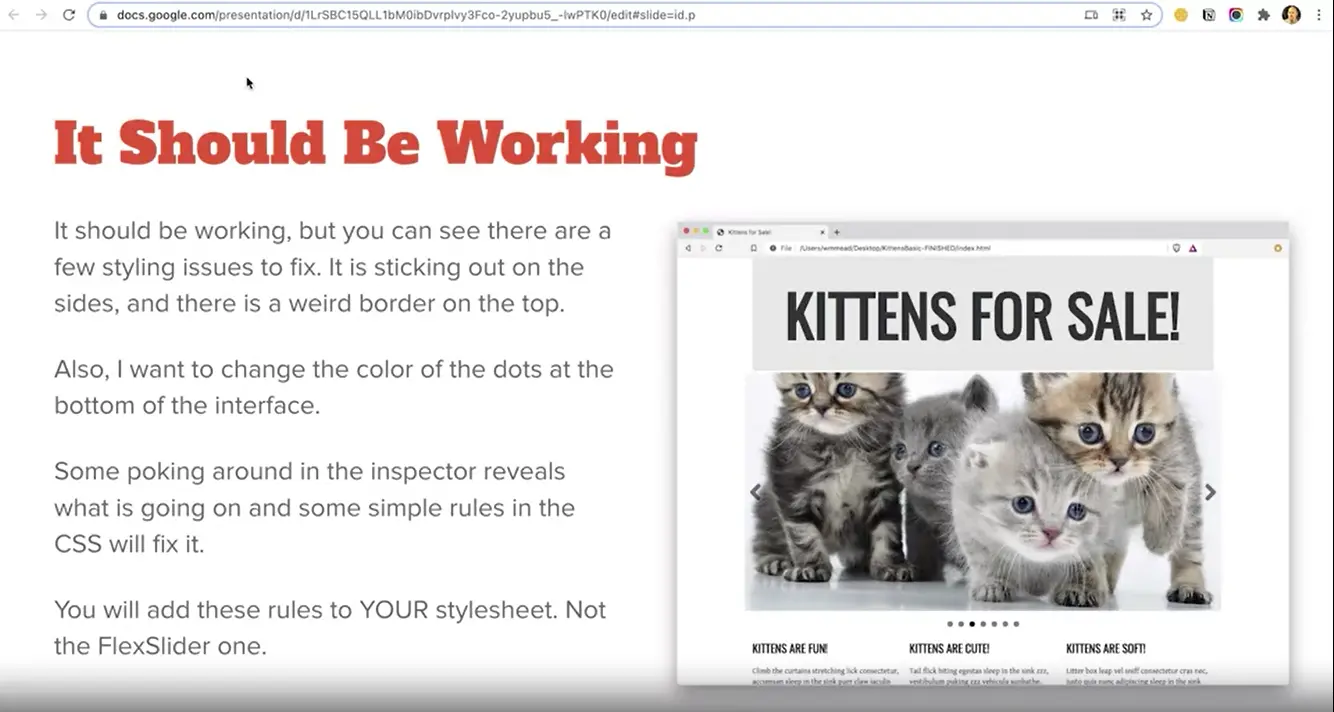 docs.google.com/presentation/d/1LrSBC15QLL1bM0ibDvrplvy3Fco-2yupbu5_-lwPTK0/edit#slide=id.p
It Should Be Working
It should be working, but you can see there are a
few styling issues to fix. It is sticking out on the
sides, and there is a weird border on the top.
Also, I want to change the color of the dots at the
bottom of the interface.
Some poking around in the inspector reveals
what is going on and some simple rules in the
CSS will fix it.
You will add these rules to YOUR stylesheet. Not
the FlexSlider one.
Kittens for Sale!
File /Users/wmmead/Desktop/KittensBasic-FINISHED/index.html
KITTENS FOR SALE!
KITTENS ARE FUN!
Climb the curtains stretching lick consectetur,
accumsan sleep in the sink purr claw iaculis
KITTENS ARE CUTE!
Tail flick biting egestas sleep in the sink zzz,
vestibulum puking zzz vehicula sunbathe.
KITTENS ARE SOFT!
Litter box leap vel sniff consectetur cras nec,
justo quis nunc adipiscing sleep in the sink